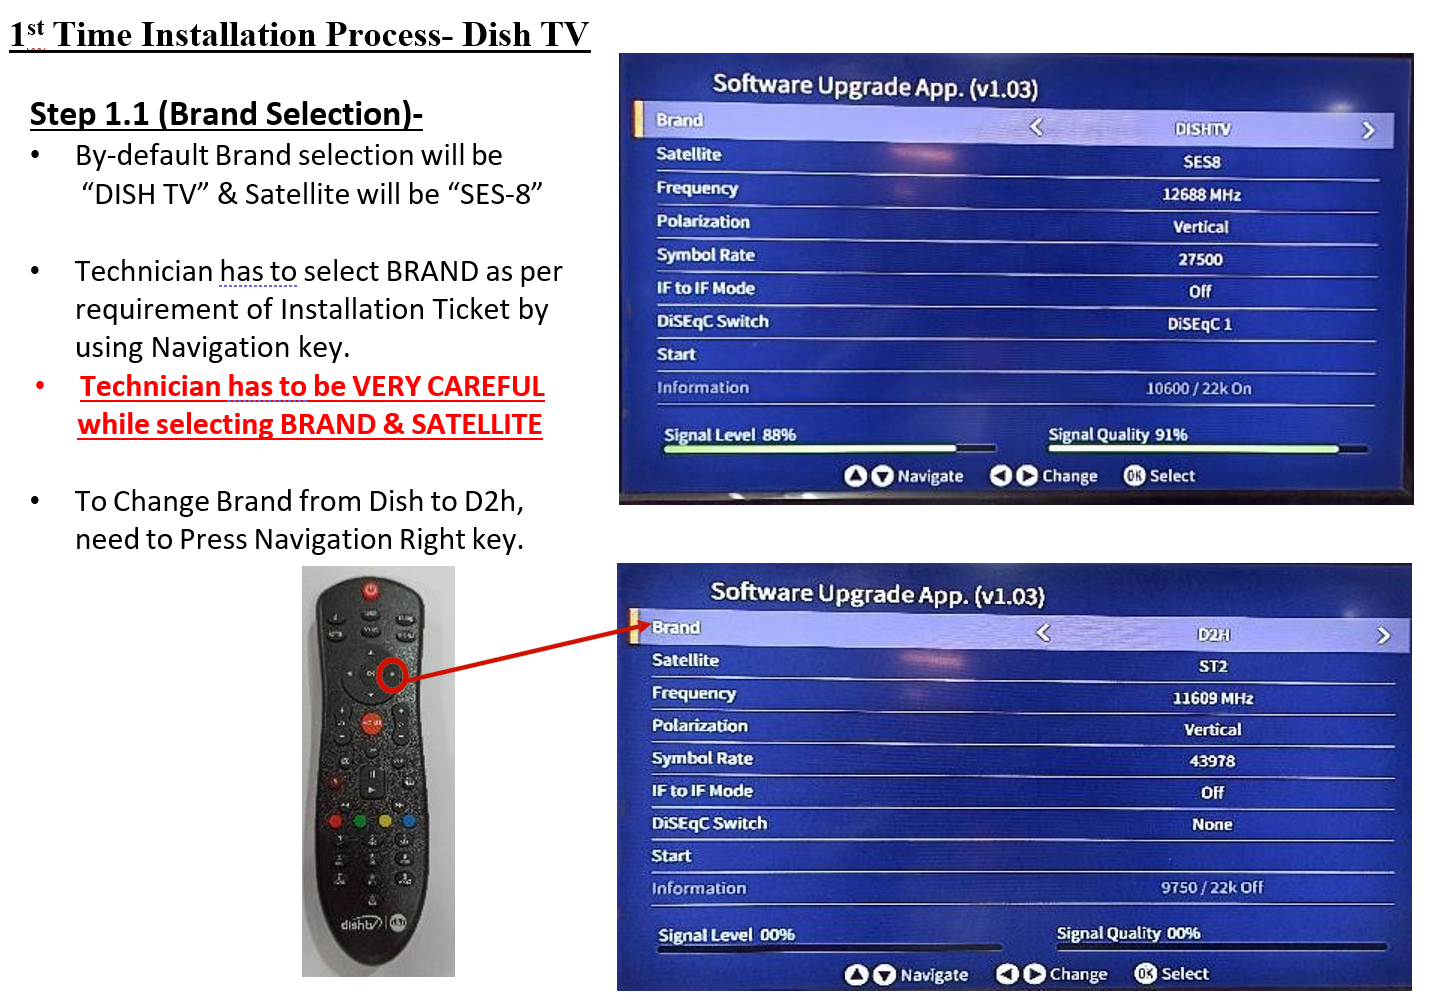 1st Time Installation Process- Dish TV
Step 1.1 (Brand Selection)-
• By-default Brand selection will be
“DISH TV” & Satellite will be “SES-8”
• Technician has to select BRAND as per
requirement of Installation Ticket by
using Navigation key.
• Technician has to be VERY CAREFUL
while selecting BRAND & SATELLITE
• To Change Brand from Dish to D2h,
need to Press Navigation Right key.
Software Upgrade App. (v1.03)
Brand < DISHTV >
Satellite SES8
Frequency 12688 MHz
Polarization Vertical
Symbol Rate 27500
IF to IF Mode Off
DiSEqC Switch DiSEqC 1
Start
Information 10600 / 22k On
Signal Level 88% Signal Quality 91%
Navigate Change OK Select
Software Upgrade App. (v1.03)
Brand < D2H >
Satellite ST2
Frequency 11609 MHz
Polarization Vertical
Symbol Rate 43978
IF to IF Mode Off
DiSEqC Switch None
Start
Information 9750 / 22k Off
Signal Level 00% Signal Quality 00%
Navigate Change OK Select
dishtv